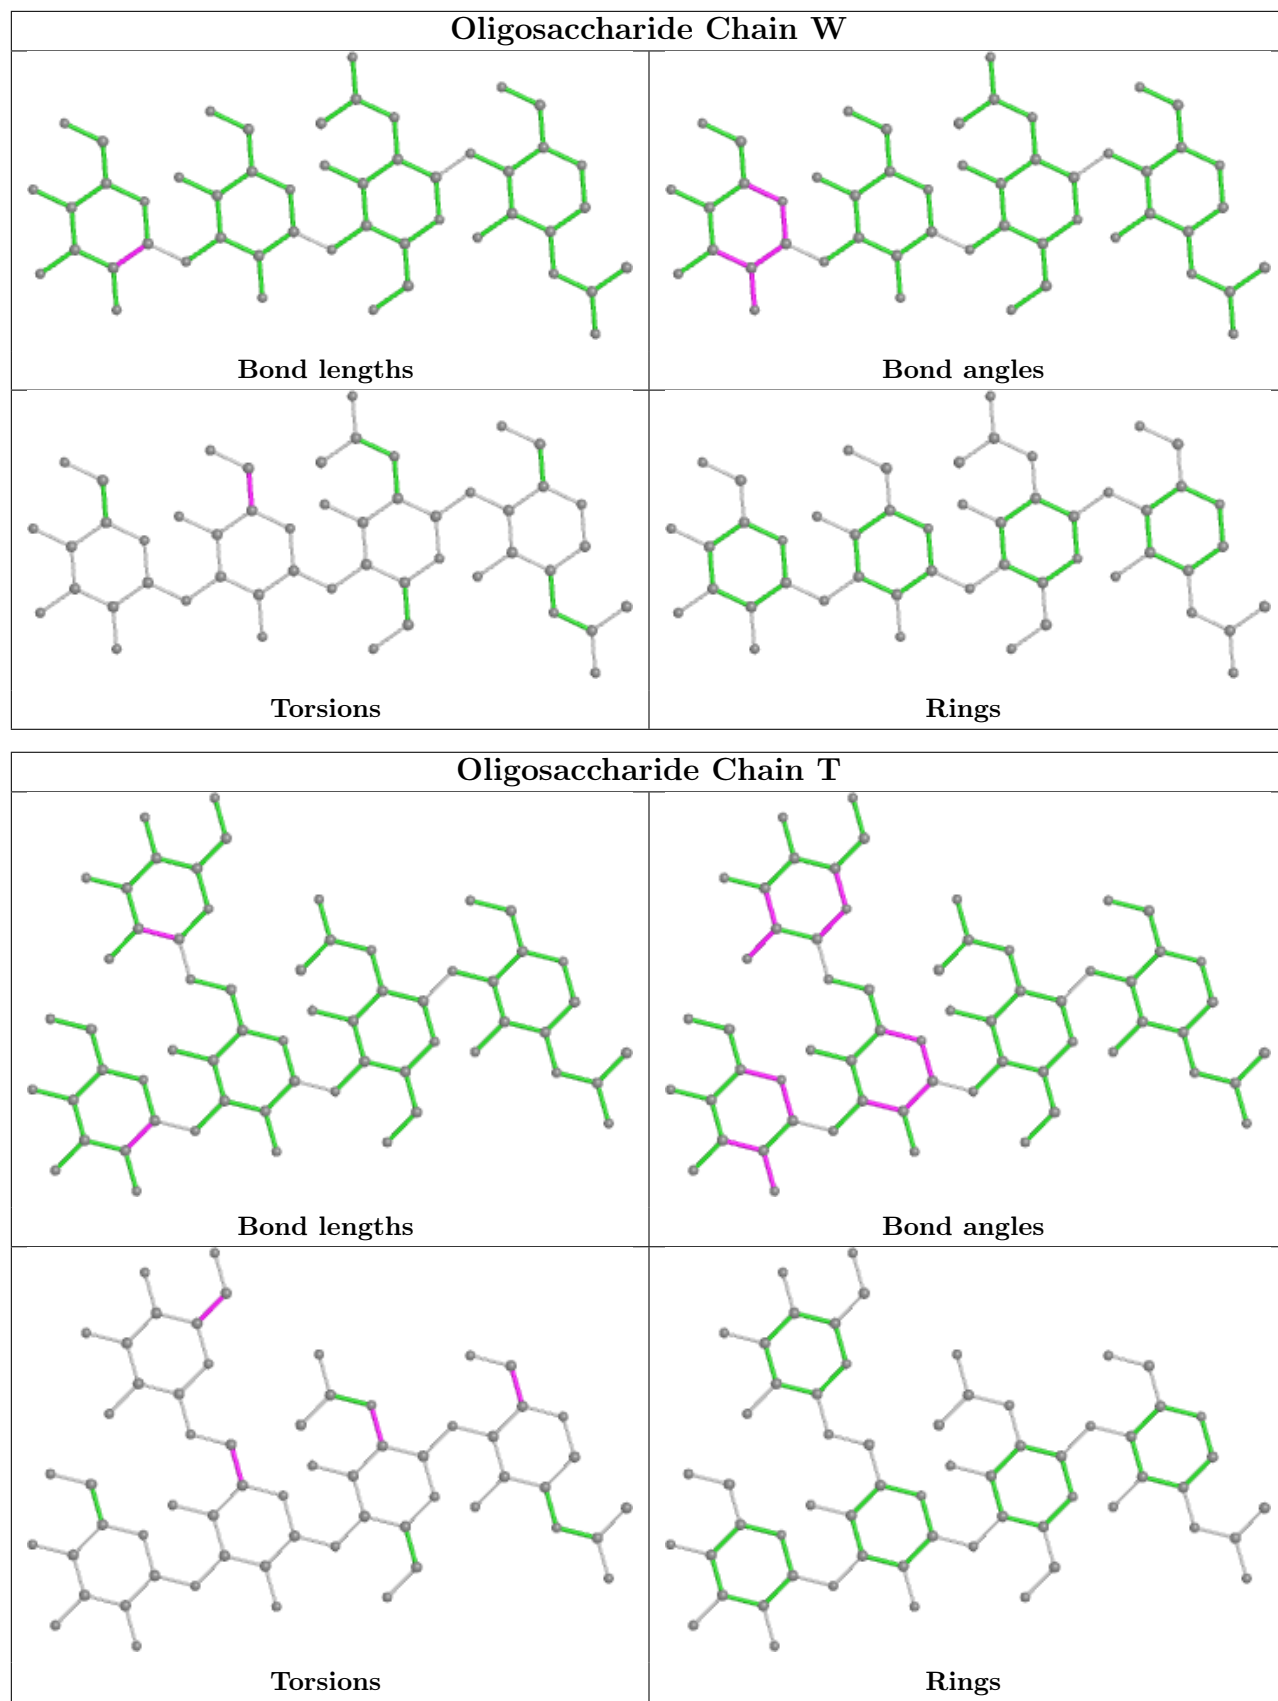 Oligosaccharide Chain W
Bond lengths
Bond angles
Torsions
Rings
Oligosaccharide Chain T
Bond lengths
Bond angles
Torsions
Rings